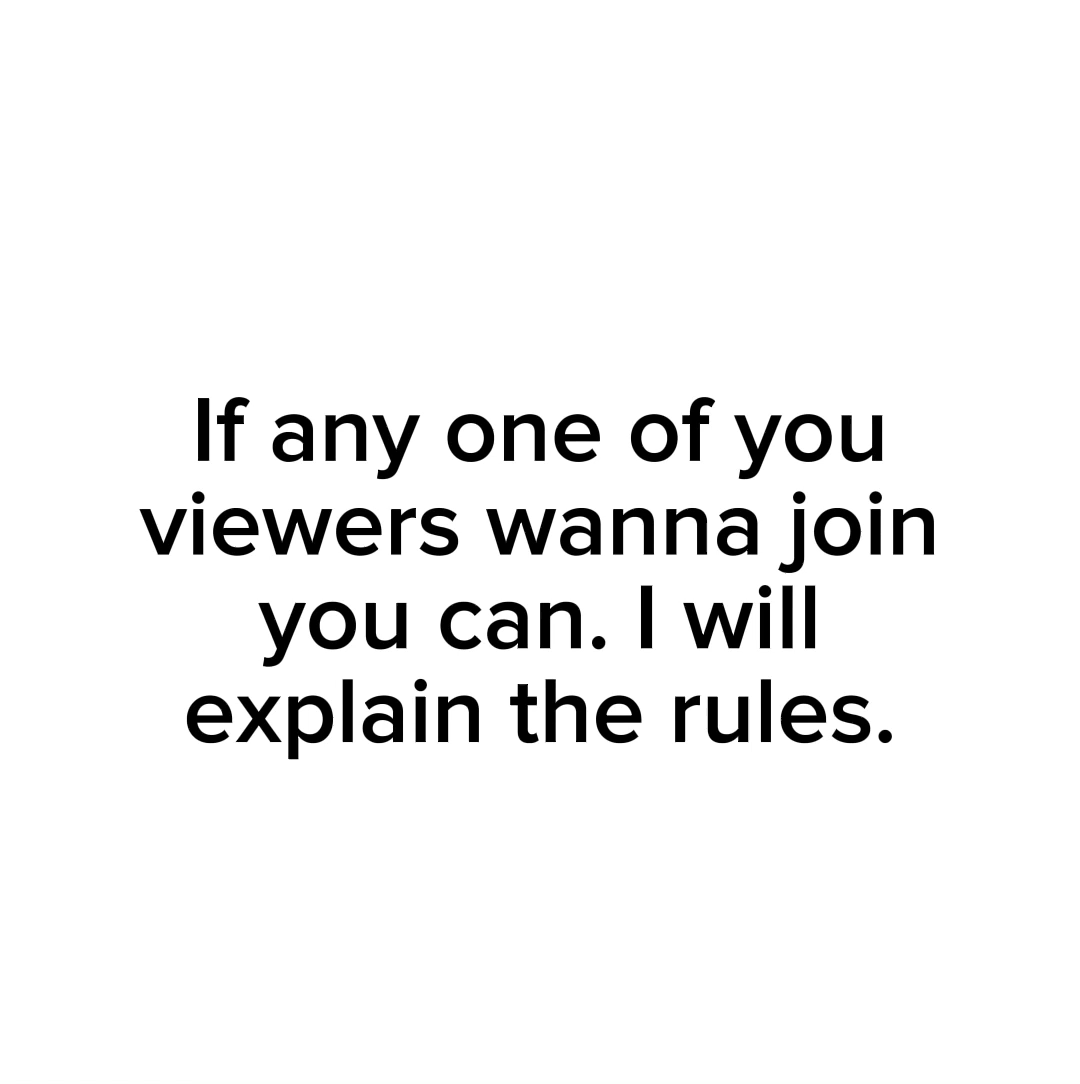 If any one of you
viewers wanna join
you can. I will
explain the rules.